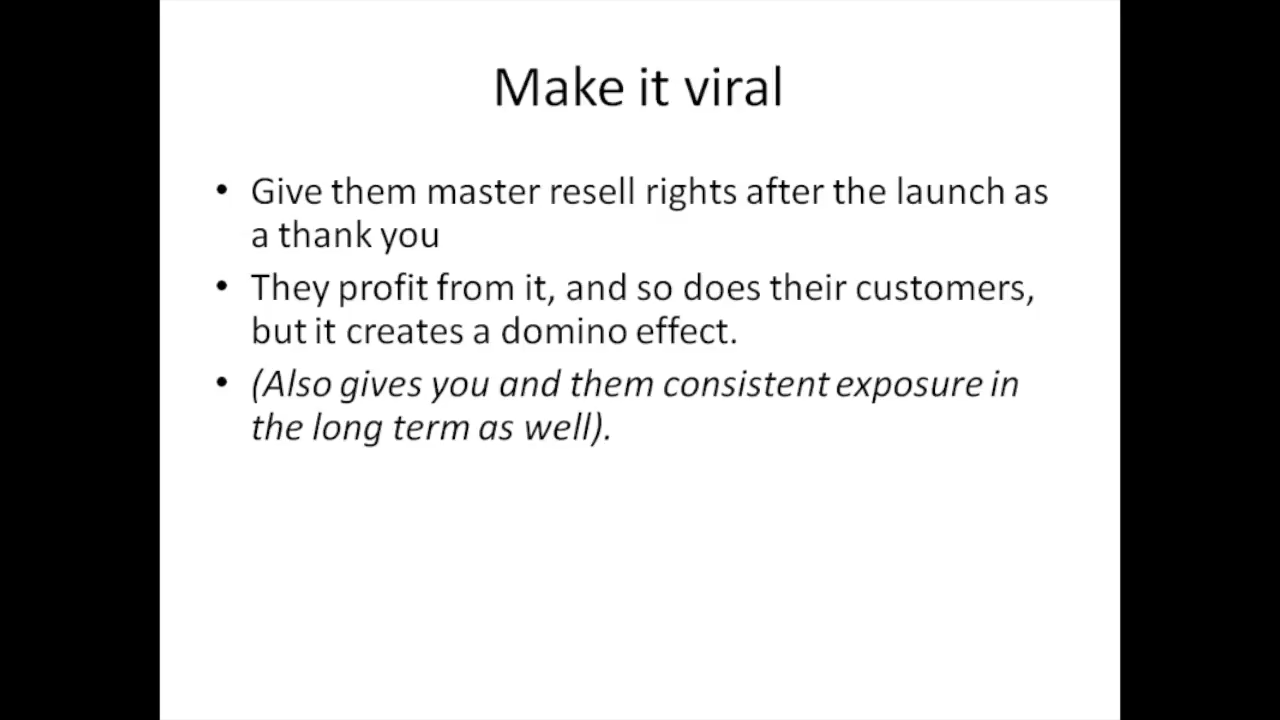 Make it viral
• Give them master resell rights after the launch as
a thank you
• They profit from it, and so does their customers,
but it creates a domino effect.
• (Also gives you and them consistent exposure in
the long term as well).